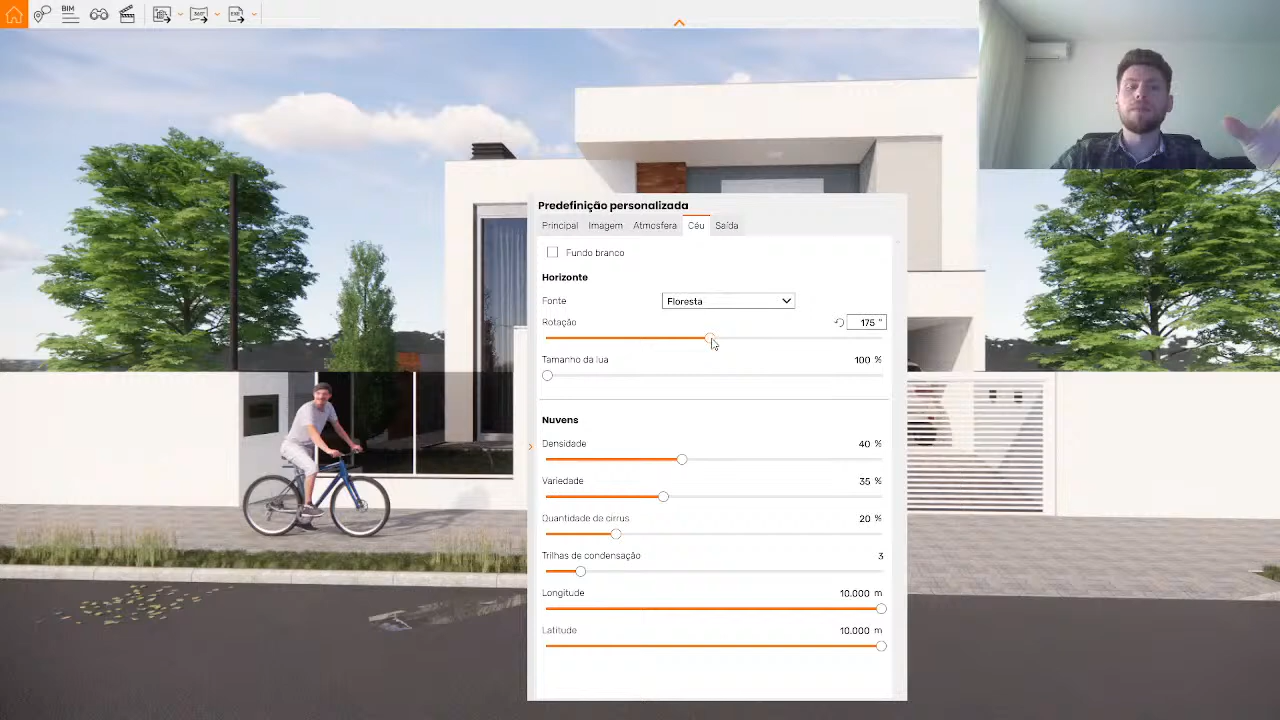 BIM
360°
EXE
Predefinição personalizada
Principal Imagem Atmosfera Céu Saída
Fundo branco
Horizonte
Fonte Floresta
Rotação 175 °
Tamanho da lua 100 %
Nuvens
Densidade 40 %
Variedade 35 %
Quantidade de cirrus 20 %
Trilhas de condensação 3
Longitude 10.000 m
Latitude 10.000 m